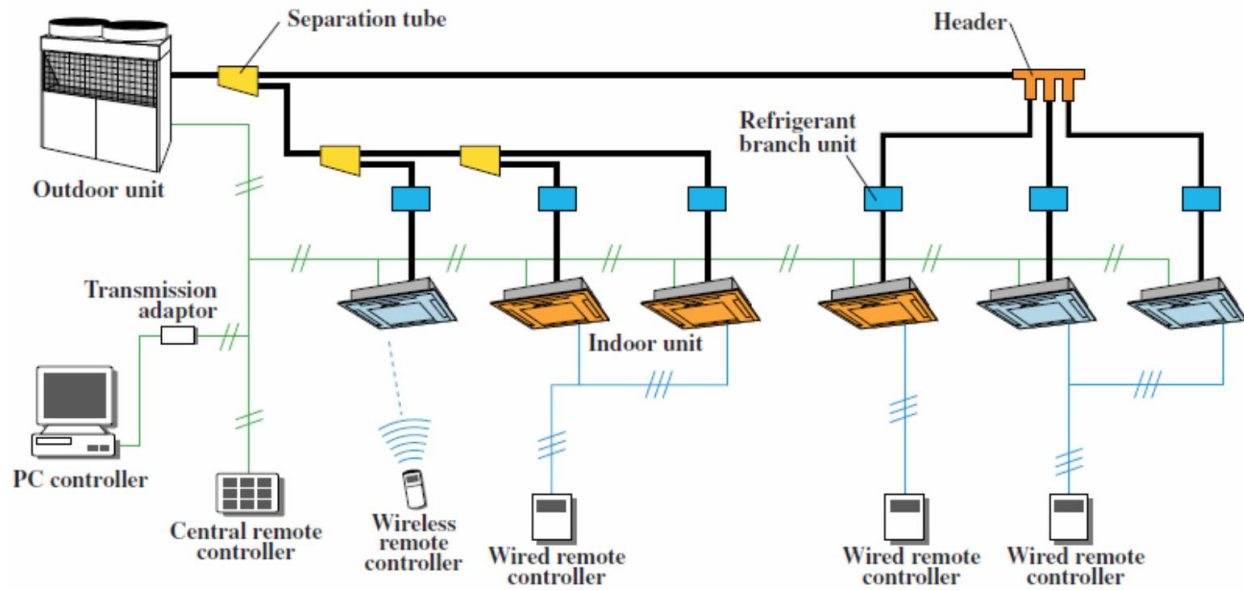 Separation tube
Header
Refrigerant
branch unit
Outdoor unit
Transmission
adaptor
Indoor unit
PC controller
Central remote
controller
Wireless
remote
controller
Wired remote
controller
Wired remote
controller
Wired remote
controller